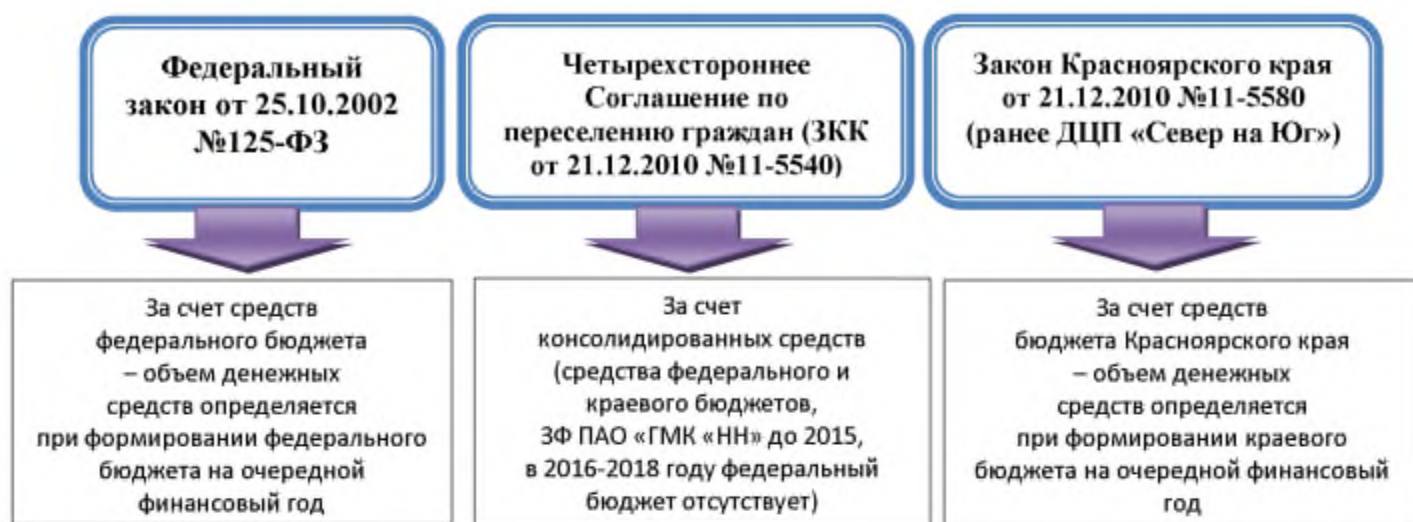 Федеральный
закон от 25.10.2002
№125-ФЗ
Четырехстороннее
Соглашение по
переселению граждан (ЗКК
от 21.12.2010 №11-5540)
Закон Красноярского края
от 21.12.2010 №11-5580
(ранее ДЦП «Север на Юг»)
За счет средств
федерального бюджета
– объем денежных
средств определяется
при формировании федерального
бюджета на очередной
финансовый год
За счет
консолидированных средств
(средства федерального и
краевого бюджетов,
ЗФ ПАО «ГМК «НН» до 2015,
в 2016-2018 году федеральный
бюджет отсутствует)
За счет средств
бюджета Красноярского края
– объем денежных
средств определяется
при формировании краевого
бюджета на очередной финансовый
год